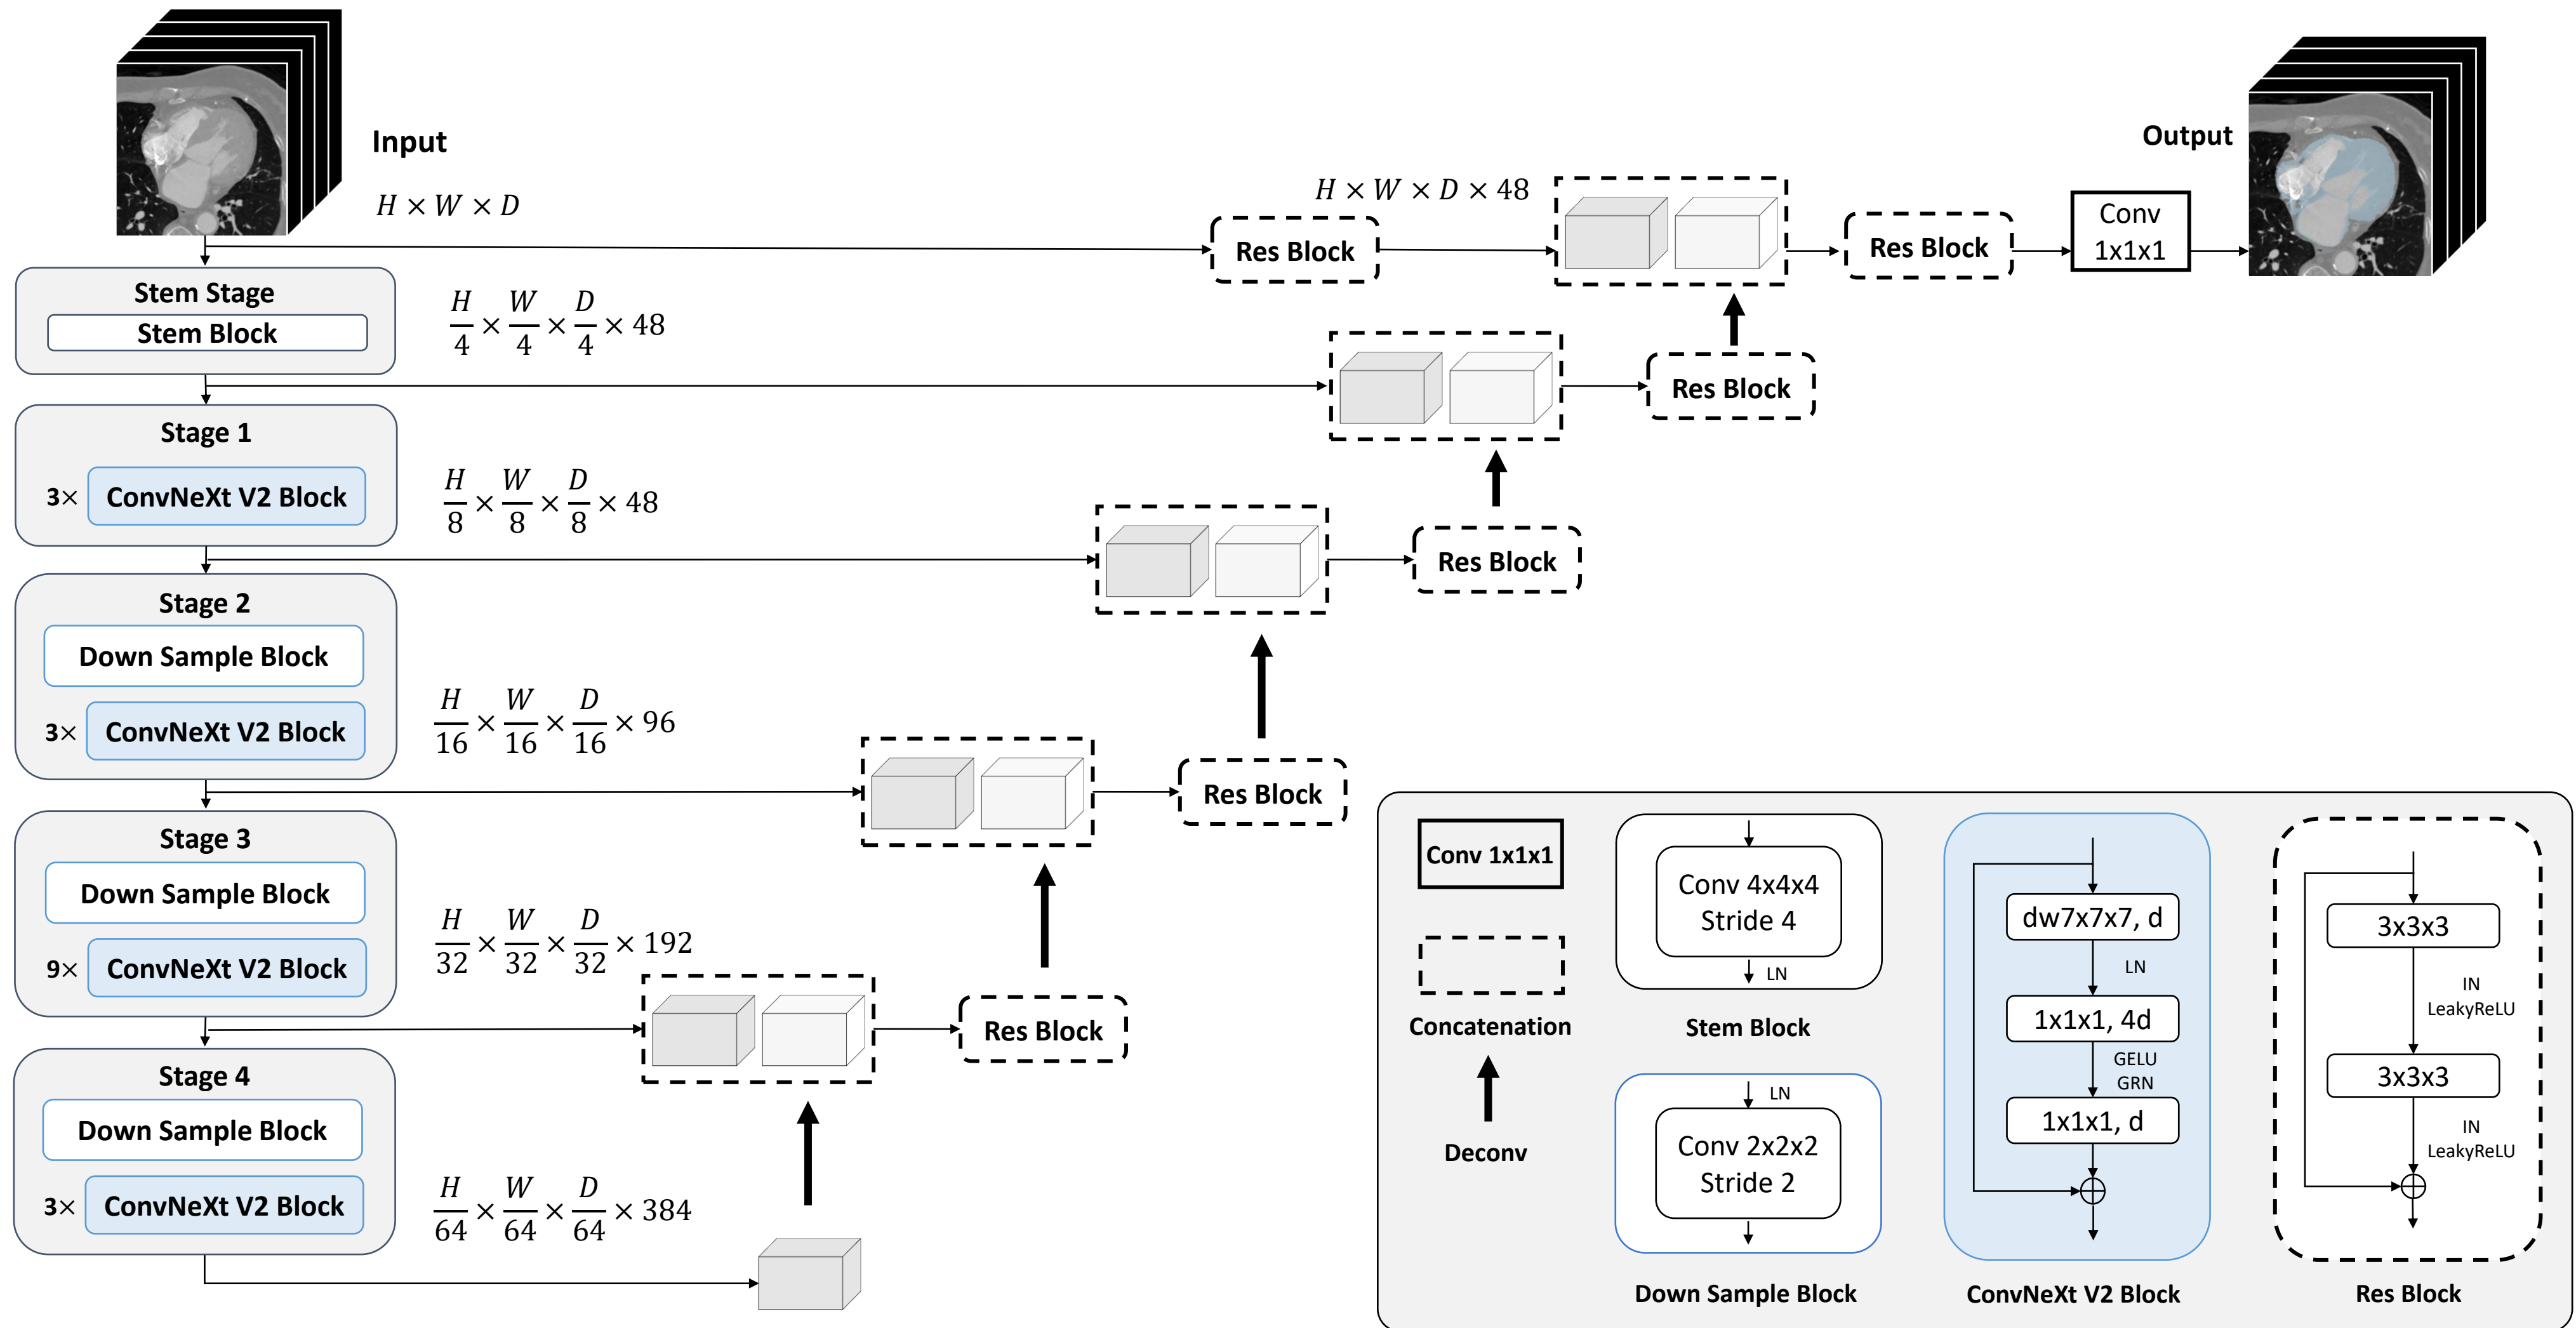 Input
H × W × D
Output
H × W × D × 48
Res Block
Res Block
Conv
1x1x1
Stem Stage
Stem Block
H/4 × W/4 × D/4 × 48
Res Block
Stage 1
3× ConvNeXt V2 Block
H/8 × W/8 × D/8 × 48
Res Block
Stage 2
Down Sample Block
3× ConvNeXt V2 Block
H/16 × W/16 × D/16 × 96
Res Block
Stage 3
Down Sample Block
9× ConvNeXt V2 Block
H/32 × W/32 × D/32 × 192
Res Block
Stage 4
Down Sample Block
3× ConvNeXt V2 Block
H/64 × W/64 × D/64 × 384
Conv 1x1x1
Concatenation
Deconv
Conv 4x4x4
Stride 4
LN
Stem Block
LN
Conv 2x2x2
Stride 2
Down Sample Block
dw7x7x7, d
LN
1x1x1, 4d
GELU
GRN
1x1x1, d
ConvNeXt V2 Block
3x3x3
IN
LeakyReLU
3x3x3
IN
LeakyReLU
Res Block